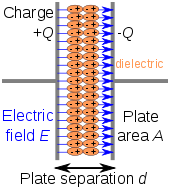 Charge
+Q
-Q
dielectric
Electric
field E
Plate
area A
Plate separation d